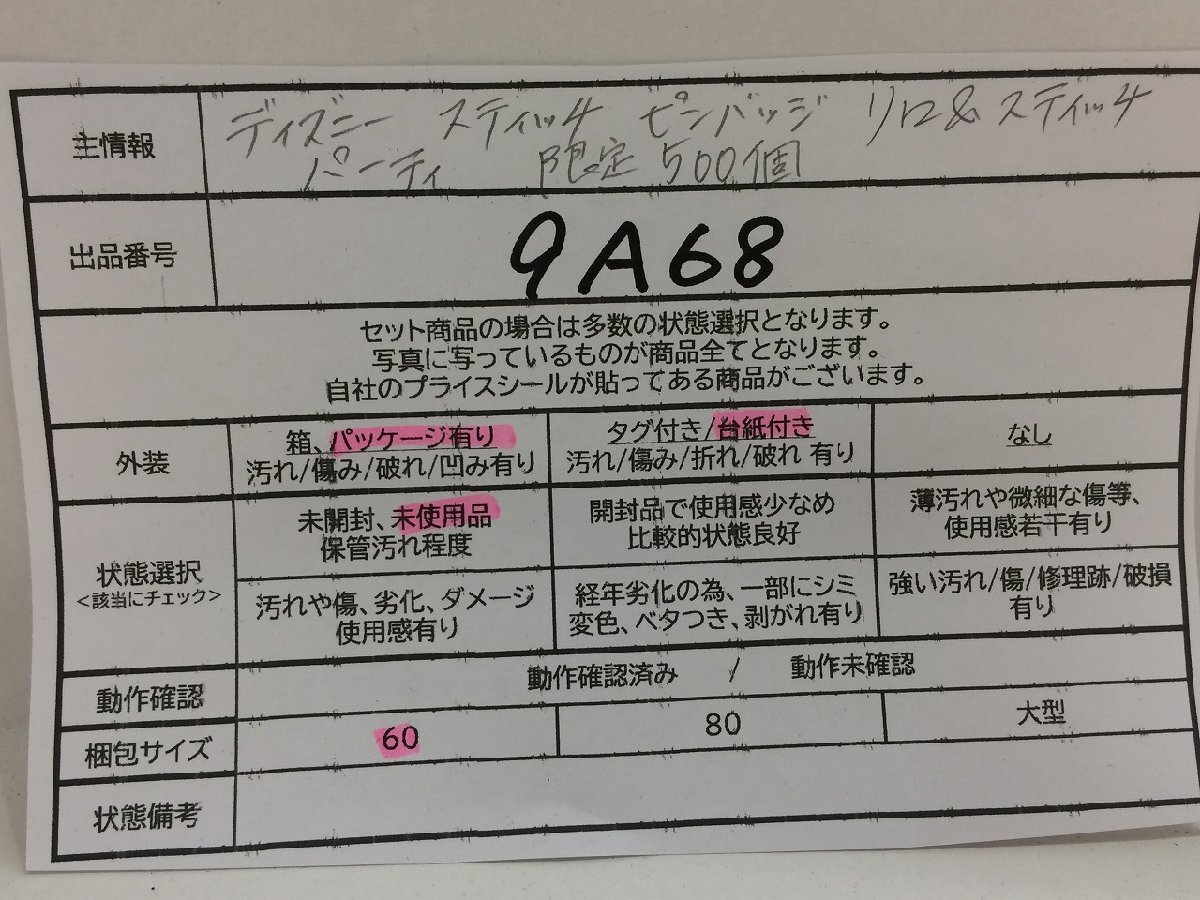 主情報
ディズニー スティッチ ピンバッジ リロ&スティッチ
パーティ 限定500個
出品番号
9A68
セット商品の場合は多数の状態選択となります。
写真に写っているものが商品全てとなります。
自社のプライスシールが貼ってある商品がございます。
外装
箱、パッケージ有り
汚れ/傷み/破れ/凹み有り
タグ付き/台紙付き
汚れ/傷み/折れ/破れ 有り
なし
状態選択
<該当にチェック>
未開封、未使用品
保管汚れ程度
開封品で使用感少なめ
比較的状態良好
薄汚れや微細な傷等、
使用感若干有り
汚れや傷、劣化、ダメージ
使用感有り
経年劣化の為、一部にシミ
変色、ベタつき、剥がれ有り
強い汚れ/傷/修理跡/破損
有り
動作確認
動作確認済み / 動作未確認
梱包サイズ
60
80
大型
状態備考